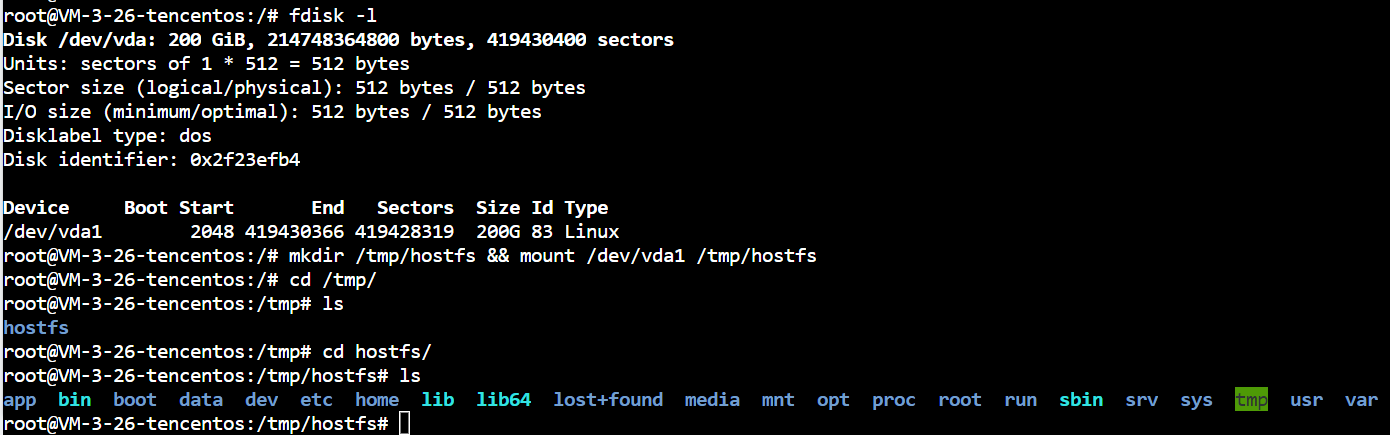 root@VM-3-26-tencentos:/# fdisk -l
Disk /dev/vda: 200 GiB, 214748364800 bytes, 419430400 sectors
Units: sectors of 1 * 512 = 512 bytes
Sector size (logical/physical): 512 bytes / 512 bytes
I/O size (minimum/optimal): 512 bytes / 512 bytes
Disklabel type: dos
Disk identifier: 0x2f23efb4
Device     Boot Start       End   Sectors  Size Id Type
/dev/vda1        2048 419430366 419428319  200G 83 Linux
root@VM-3-26-tencentos:/# mkdir /tmp/hostfs && mount /dev/vda1 /tmp/hostfs
root@VM-3-26-tencentos:/# cd /tmp/
root@VM-3-26-tencentos:/tmp# ls
hostfs
root@VM-3-26-tencentos:/tmp# cd hostfs/
root@VM-3-26-tencentos:/tmp/hostfs# ls
app  bin  boot  data  dev  etc  home  lib  lib64  lost+found  media  mnt  opt  proc  root  run  sbin  srv  sys  tmp  usr  var
root@VM-3-26-tencentos:/tmp/hostfs#